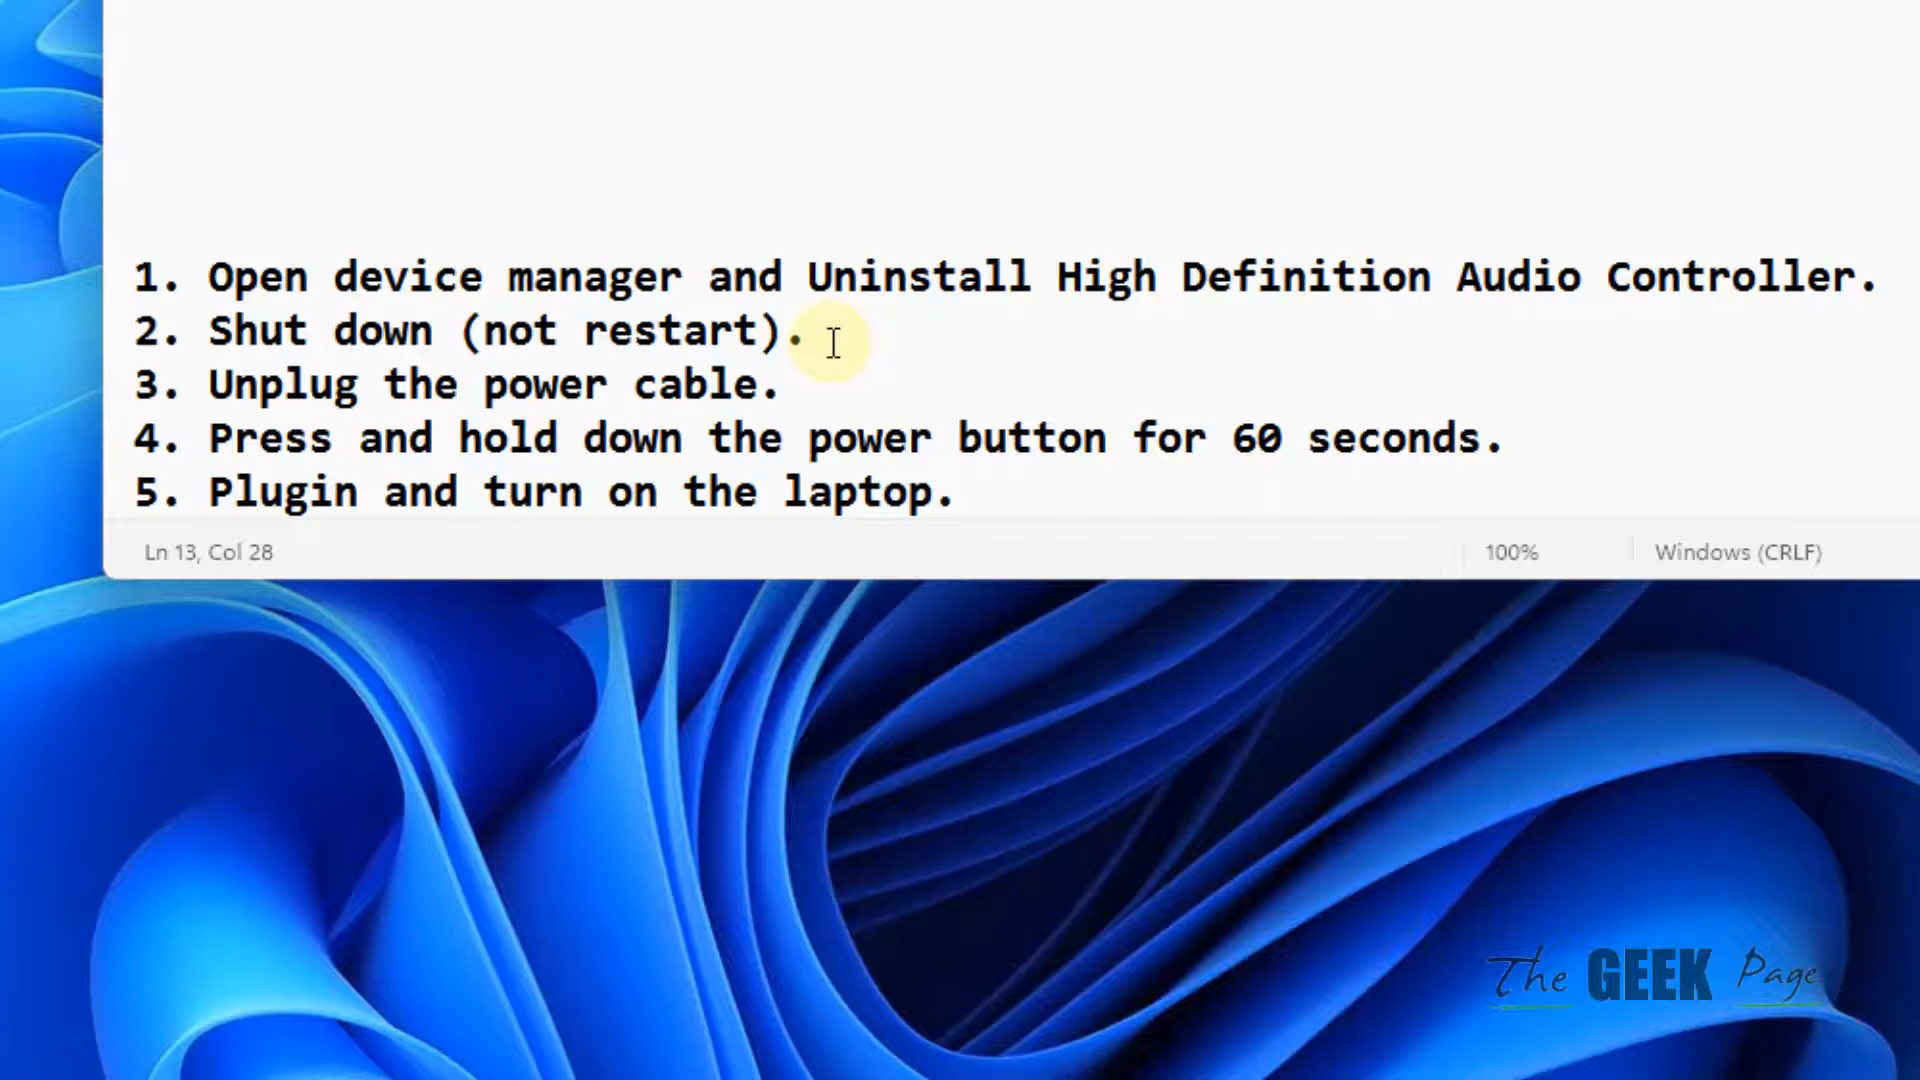 1. Open device manager and Uninstall High Definition Audio Controller.
2. Shut down (not restart).
3. Unplug the power cable.
4. Press and hold down the power button for 60 seconds.
5. Plugin and turn on the laptop.
Ln 13, Col 28 100% Windows (CRLF)
The GEEK Page